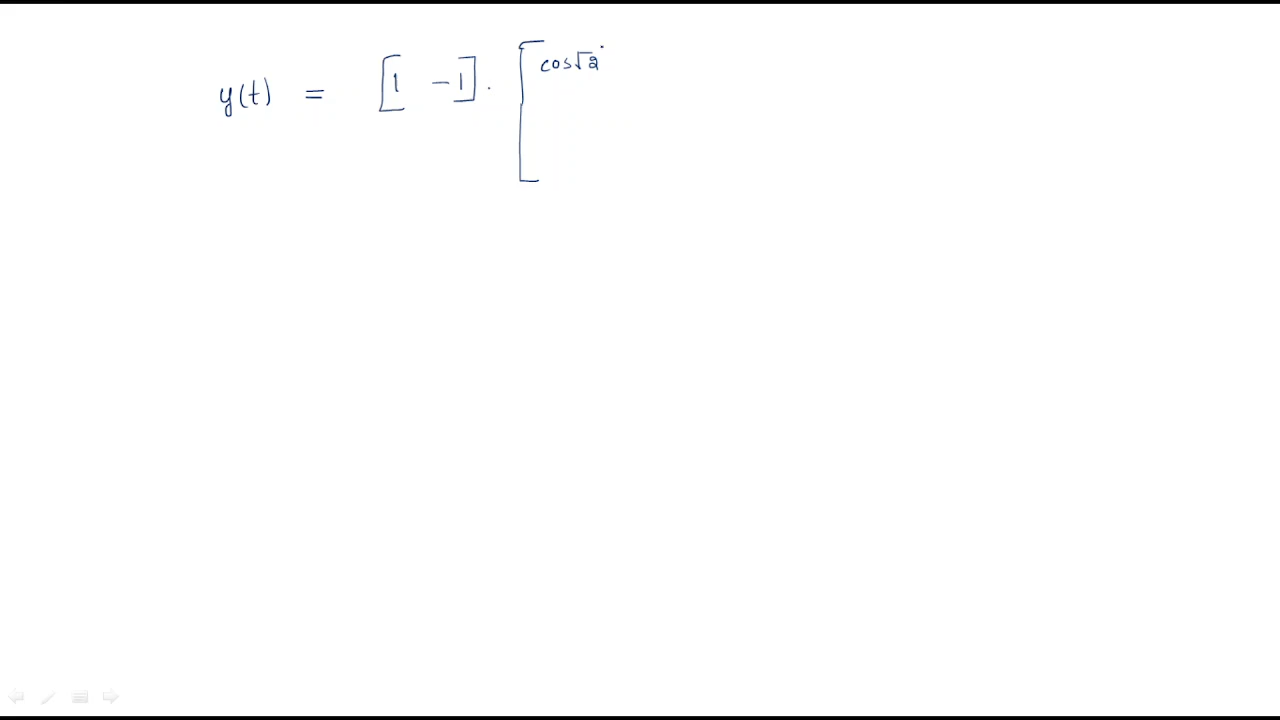 y(t) = [1 -1] . [cos√2